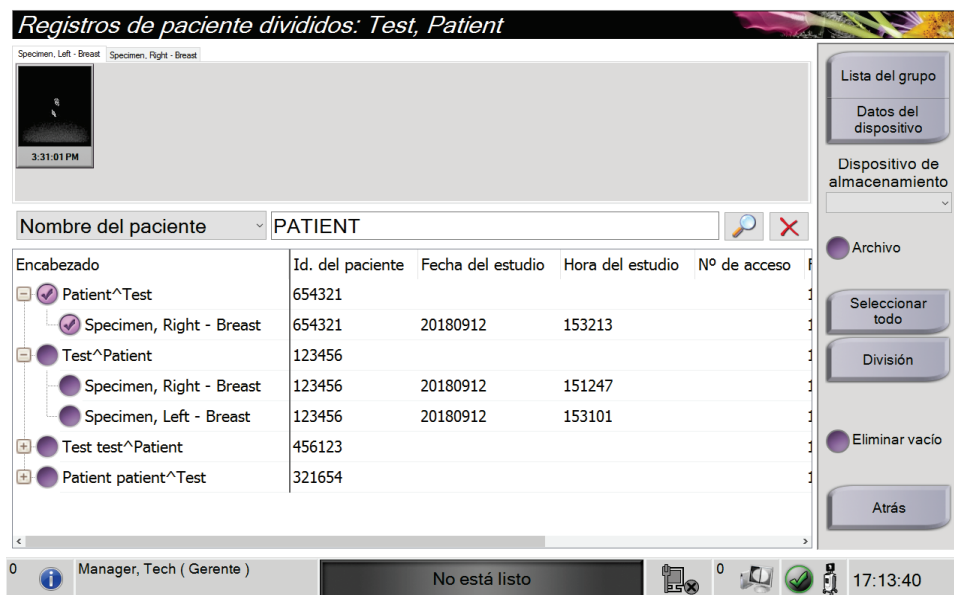 Registros de paciente divididos: Test, Patient
Specimen, Left - Breast Specimen, Right - Breast
3:31:01 PM
Nombre del paciente PATIENT
Encabezado Id. del paciente Fecha del estudio Hora del estudio Nº de acceso
Patient^Test 654321
Specimen, Right - Breast 654321 20180912 153213
Test^Patient 123456
Specimen, Right - Breast 123456 20180912 151247
Specimen, Left - Breast 123456 20180912 153101
Test test^Patient 456123
Patient patient^Test 321654
Lista del grupo
Datos del
dispositivo
Dispositivo de
almacenamiento
Archivo
Seleccionar
todo
División
Eliminar vacío
Atrás
0 Manager, Tech ( Gerente ) No está listo 0 17:13:40